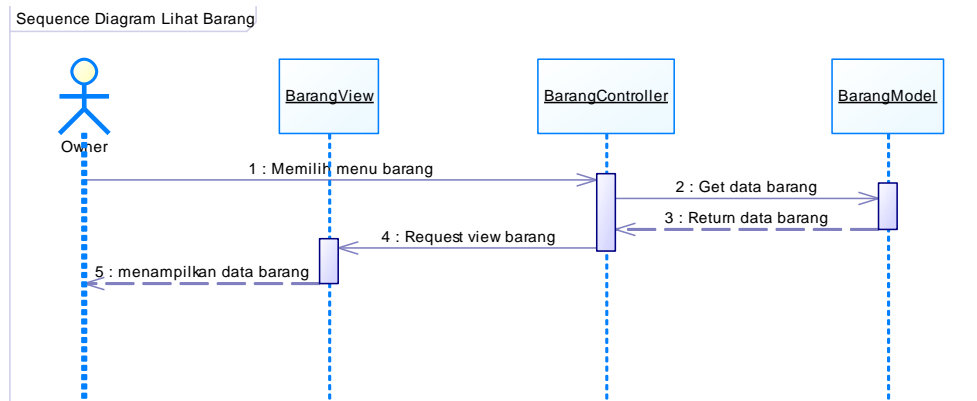 Sequence Diagram Lihat Barang
Owner
BarangView
BarangController
BarangModel
1 : Memilih menu barang
2 : Get data barang
3 : Return data barang
4 : Request view barang
5 : menampilkan data barang